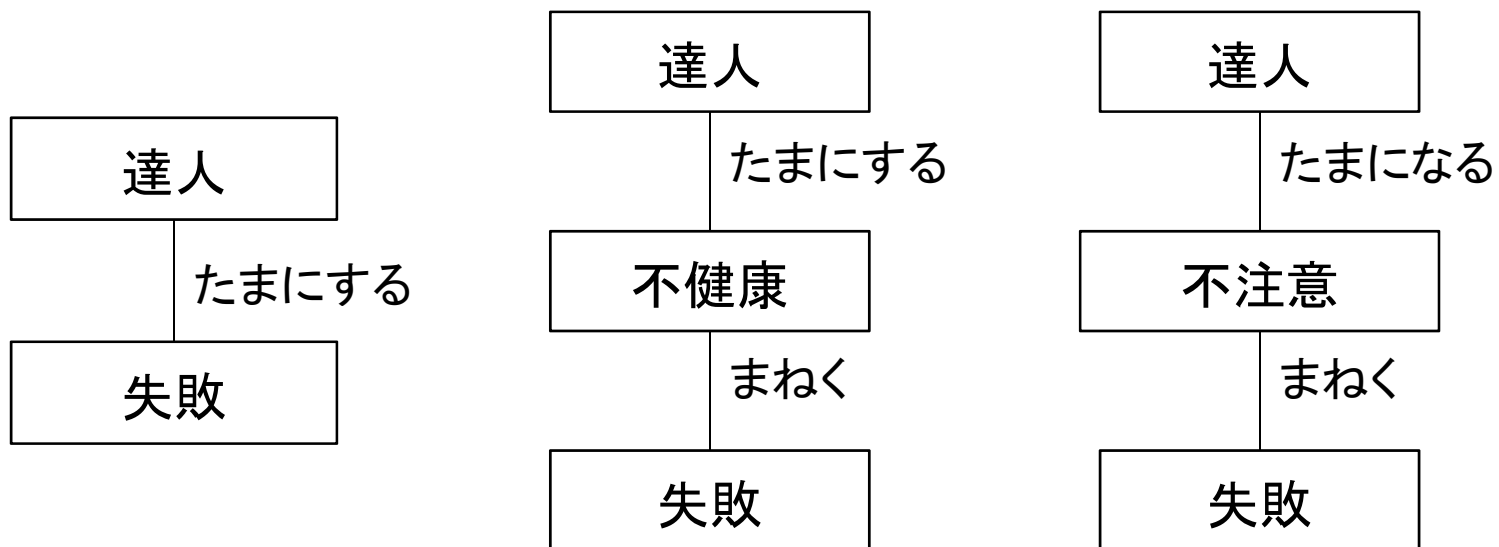 達人
たまにする
失敗
達人
たまにする
不健康
まねく
失敗
達人
たまになる
不注意
まねく
失敗